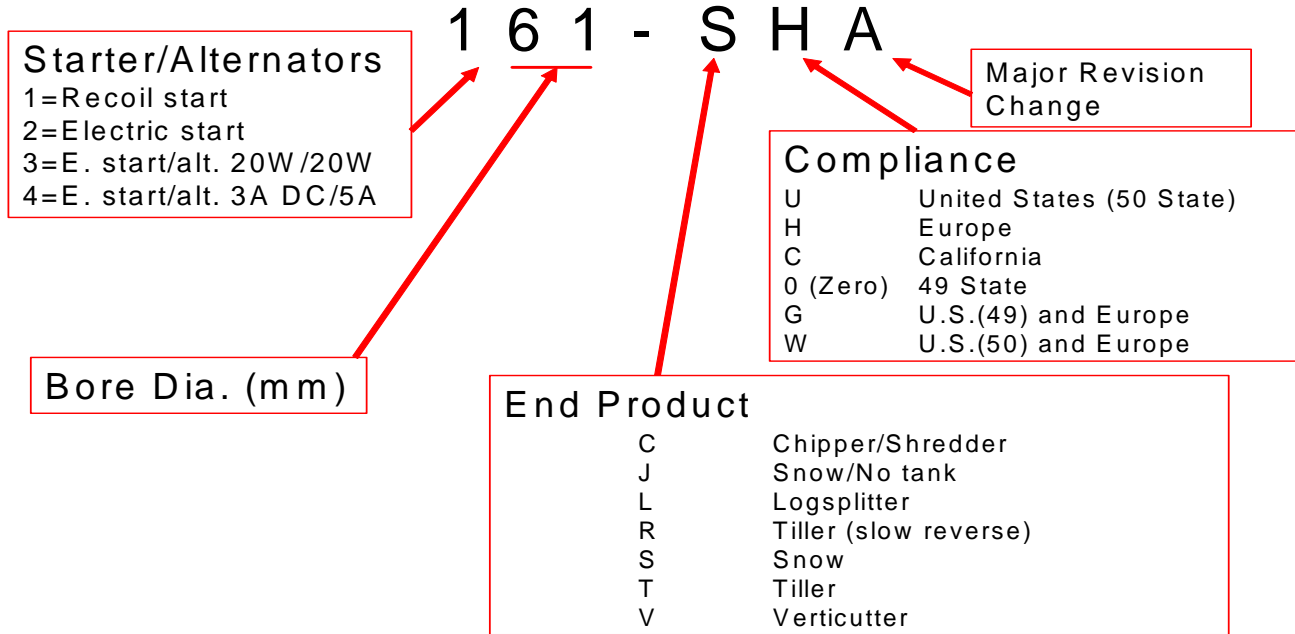 1 6 1 - S H A
Starter/Alternators
1=Recoil start
2=Electric start
3=E. start/alt. 20W/20W
4=E. start/alt. 3A DC/5A
Major Revision
Change
Compliance
U United States (50 State)
H Europe
C California
0 (Zero) 49 State
G U.S.(49) and Europe
W U.S.(50) and Europe
Bore Dia. (mm)
End Product
C Chipper/Shredder
J Snow/No tank
L Logsplitter
R Tiller (slow reverse)
S Snow
T Tiller
V Verticutter